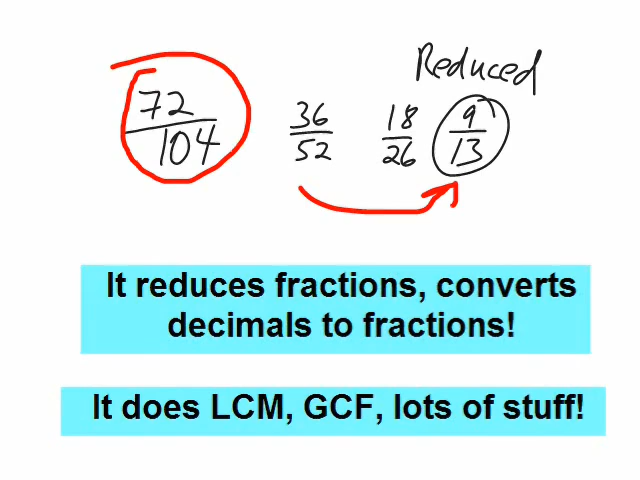 Reduced
72 36 18 9
104 52 26 13
It reduces fractions, converts
decimals to fractions!
It does LCM, GCF, lots of stuff!